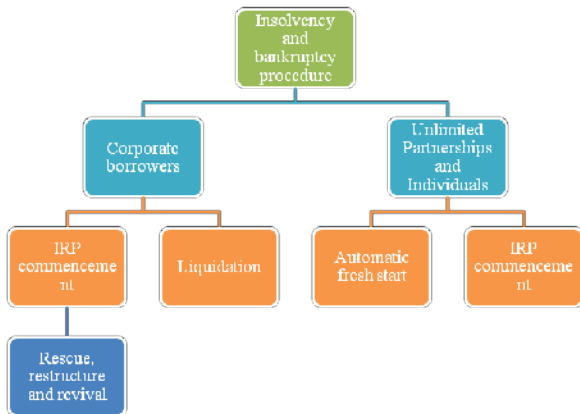 Insolvency
and
bankruptcy
procedure
Corporate
borrowers
Unlimited
Partnerships
and
Individuals
IRP
commenceme
nt
Liquidation
Automatic
fresh start
IRP
commenceme
nt
Rescue,
restructure
and revival